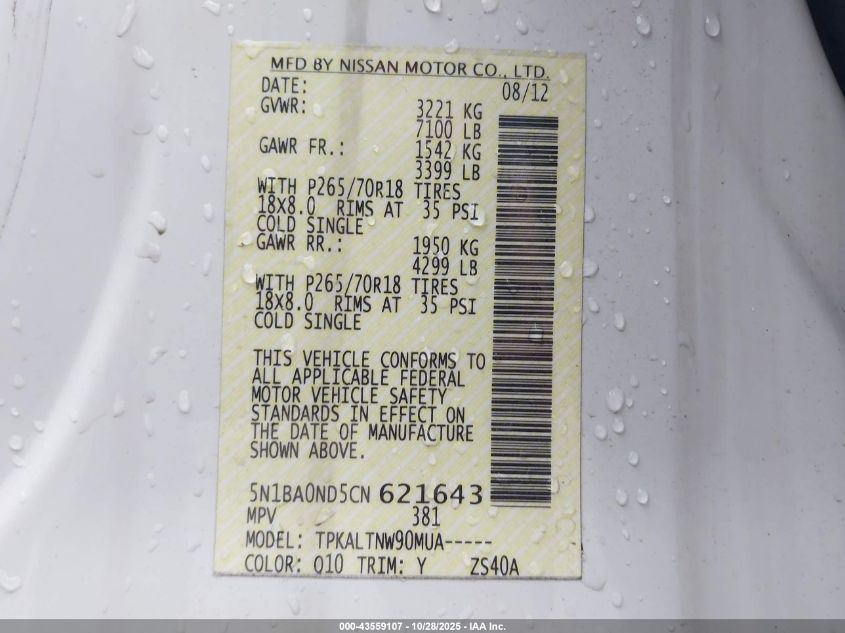 MFD BY NISSAN MOTOR CO., LTD.
DATE: 08/12
GVWR: 3221 KG
7100 LB
GAWR FR.: 1542 KG
3399 LB
WITH P265/70R18 TIRES
18X8.0 RIMS AT 35 PSI
COLD SINGLE
GAWR RR.: 1950 KG
4299 LB
WITH P265/70R18 TIRES
18X8.0 RIMS AT 35 PSI
COLD SINGLE
THIS VEHICLE CONFORMS TO
ALL APPLICABLE FEDERAL
MOTOR VEHICLE SAFETY
STANDARDS IN EFFECT ON
THE DATE OF MANUFACTURE
SHOWN ABOVE.
5N1BA0ND5CN 621643
MPV 381
MODEL: TPKALTNW90MUA-----
COLOR: Q10 TRIM: Y ZS40A
000-43559107 - 10/28/2025 - IAA Inc.